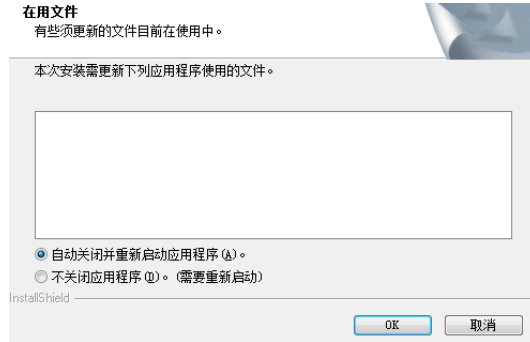 在用文件
有些须更新的文件目前在使用中。
本次安装需更新下列应用程序使用的文件。
自动关闭并重新启动应用程序(A)。
不关闭应用程序(D)。(需要重新启动)
InstallShield
OK
取消